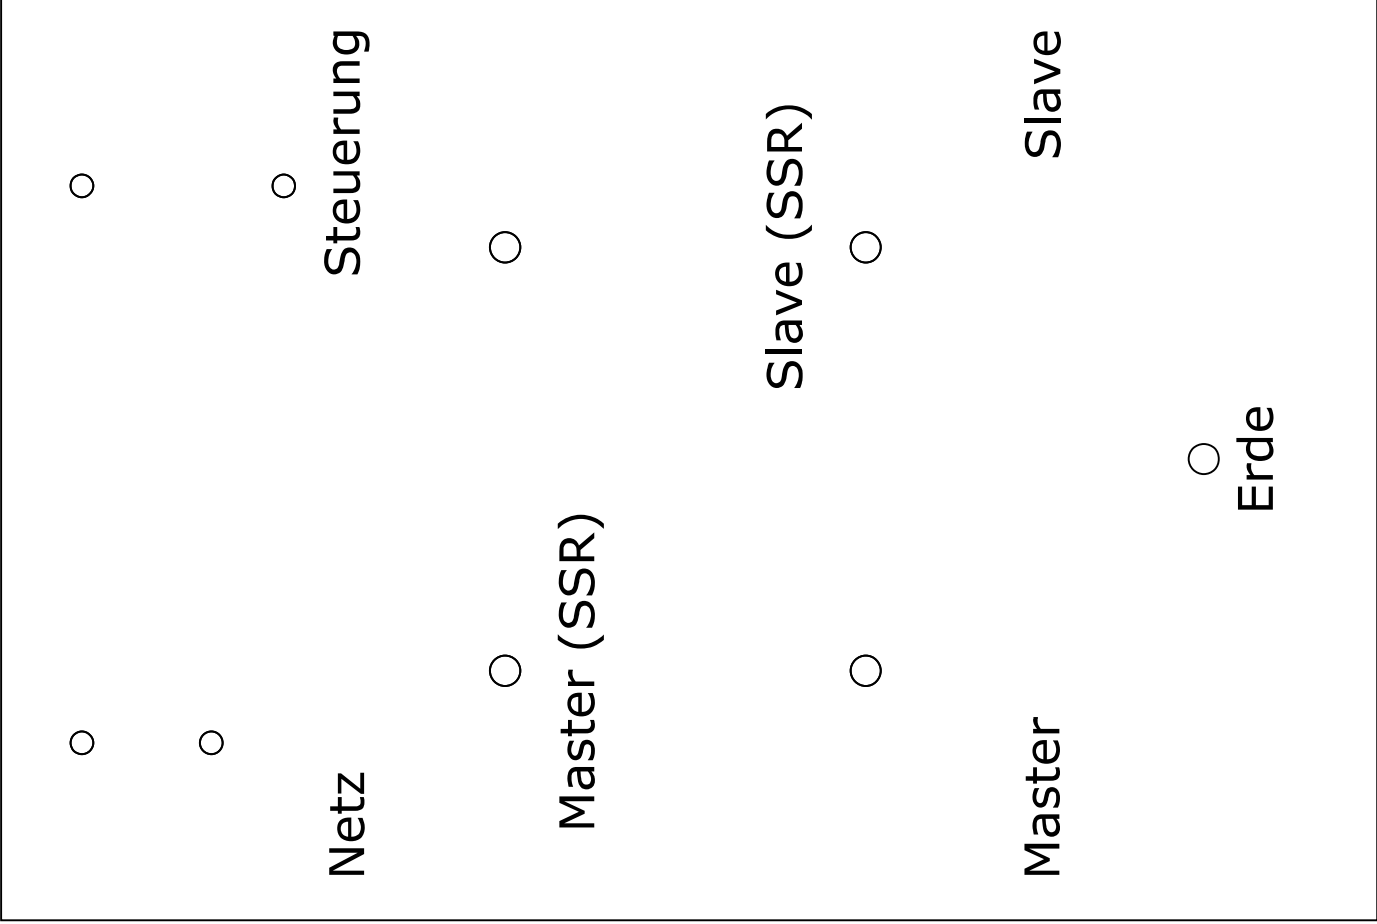 Netz
Steuerung
Master (SSR)
Slave (SSR)
Master
Slave
Erde